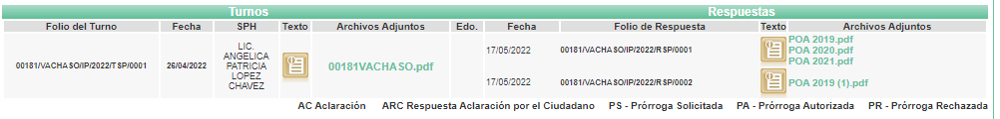 Turnos Respuestas
Folio del Turno Fecha SPH Texto Archivos Adjuntos Edo. Fecha Folio de Respuesta Texto Archivos Adjuntos
00181/VACHASO/IP/2022/TSP/0001 26/04/2022
LIC.
ANGELICA
PATRICIA
LOPEZ
CHAVEZ
00181VACHASO.pdf
17/05/2022 00181/VACHASO/IP/2022/RSP/0001
POA 2019.pdf
POA 2020.pdf
POA 2021.pdf
17/05/2022 00181/VACHASO/IP/2022/RSP/0002 POA 2019 (1).pdf
AC Aclaración ARC Respuesta Aclaración por el Ciudadano PS - Prórroga Solicitada PA - Prórroga Autorizada PR - Prórroga Rechazada